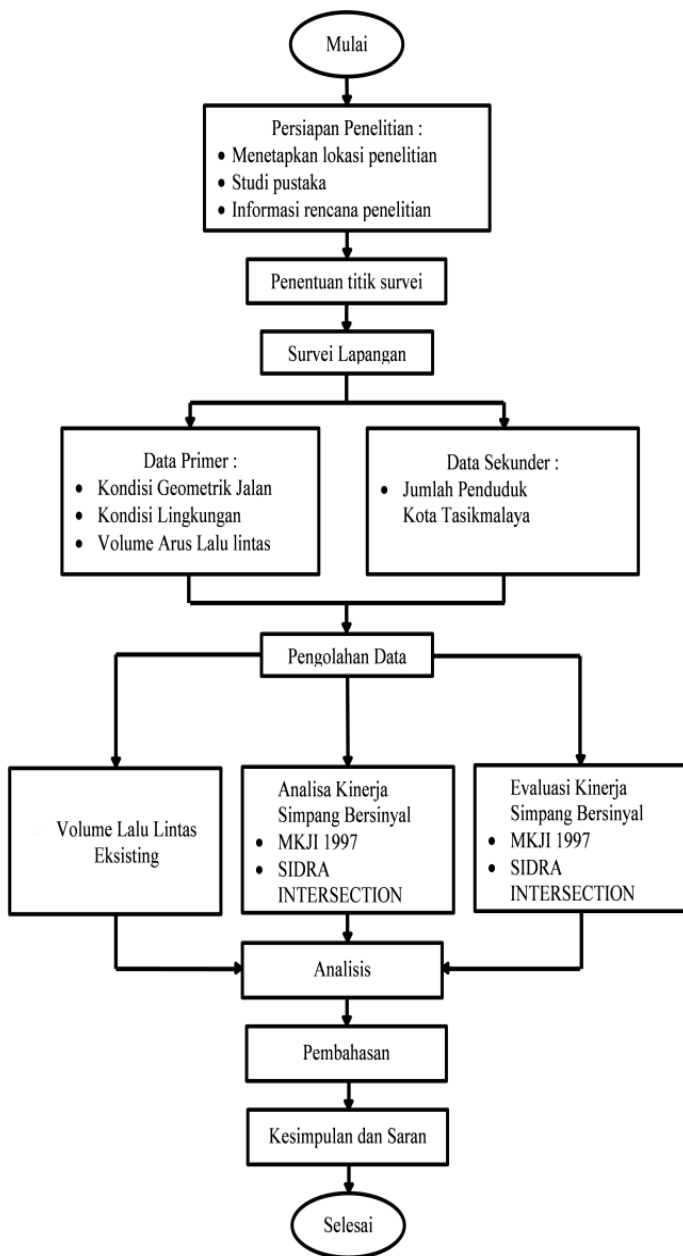 Mulai
Persiapan Penelitian :
• Menetapkan lokasi penelitian
• Studi pustaka
• Informasi rencana penelitian
Penentuan titik survei
Survei Lapangan
Data Primer :
• Kondisi Geometrik Jalan
• Kondisi Lingkungan
• Volume Arus Lalu lintas
Data Sekunder :
• Jumlah Penduduk
Kota Tasikmalaya
Pengolahan Data
Volume Lalu Lintas
Eksisting
Analisa Kinerja
Simpang Bersinyal
• MKJI 1997
• SIDRA
INTERSECTION
Evaluasi Kinerja
Simpang Bersinyal
• MKJI 1997
• SIDRA
INTERSECTION
Analisis
Pembahasan
Kesimpulan dan Saran
Selesai